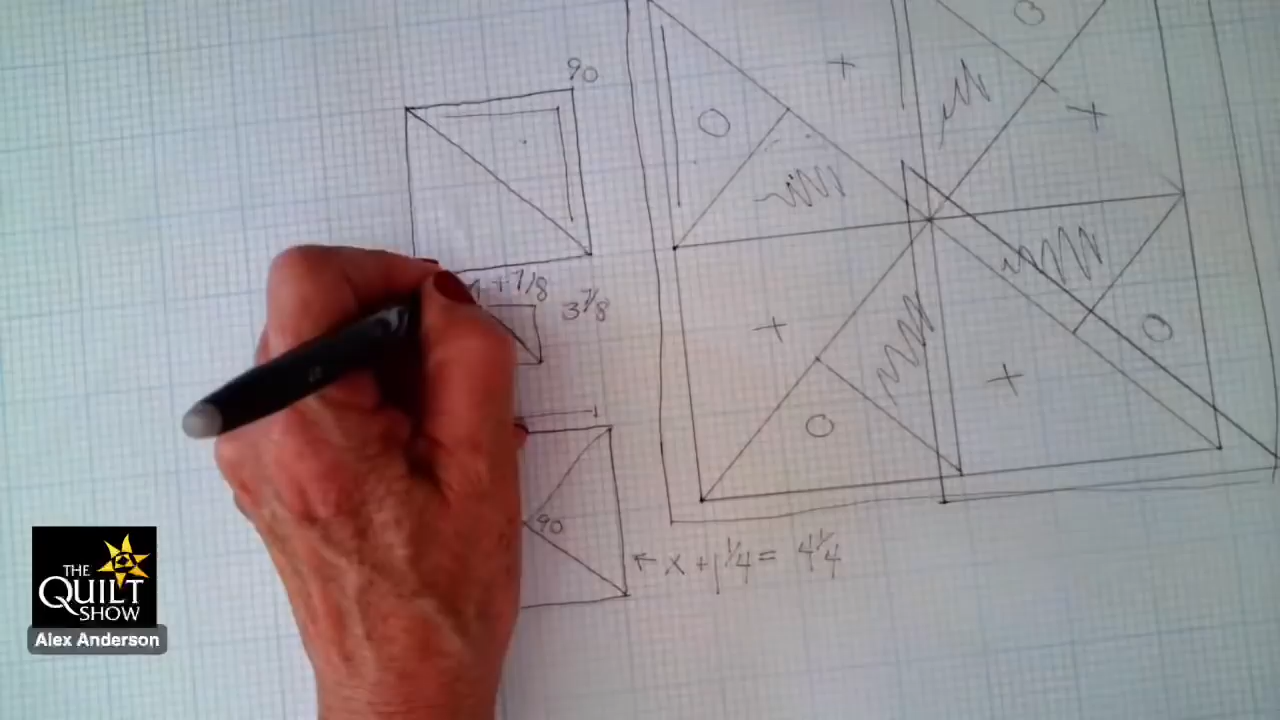 90
+7/8
3 7/8
90
x + 1 1/4 = 4 1/4
THE
QUILT
SHOW
Alex Anderson